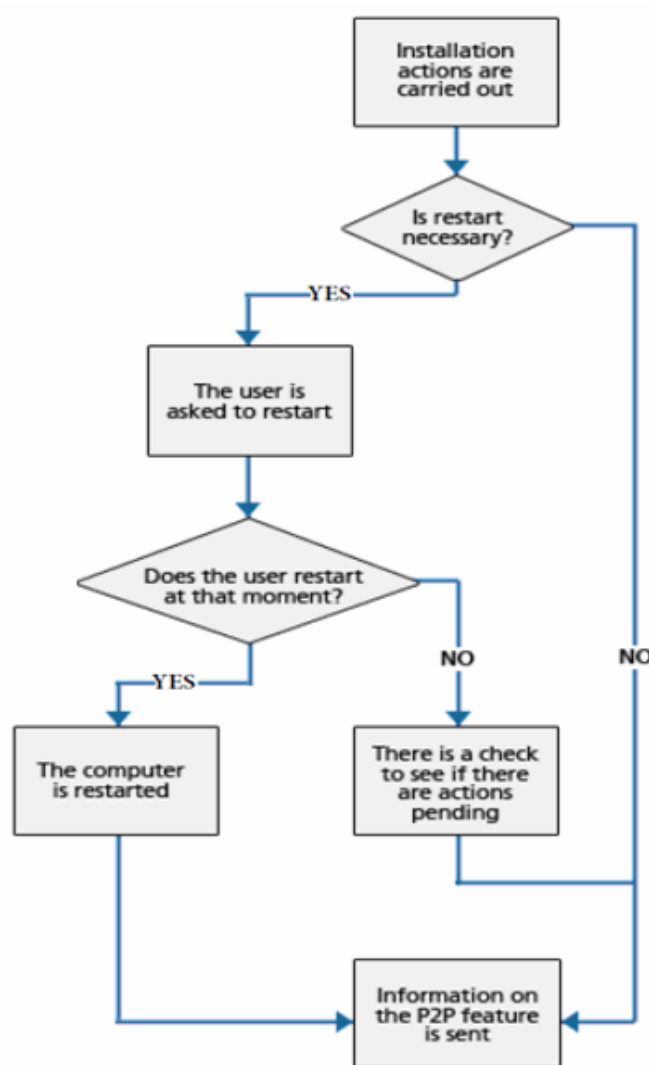 Installation
actions are
carried out
Is restart
necessary?
YES
The user is
asked to restart
Does the user restart
at that moment?
NO
NO
YES
The computer
is restarted
There is a check
to see if there
are actions
pending
Information on
the P2P feature
is sent